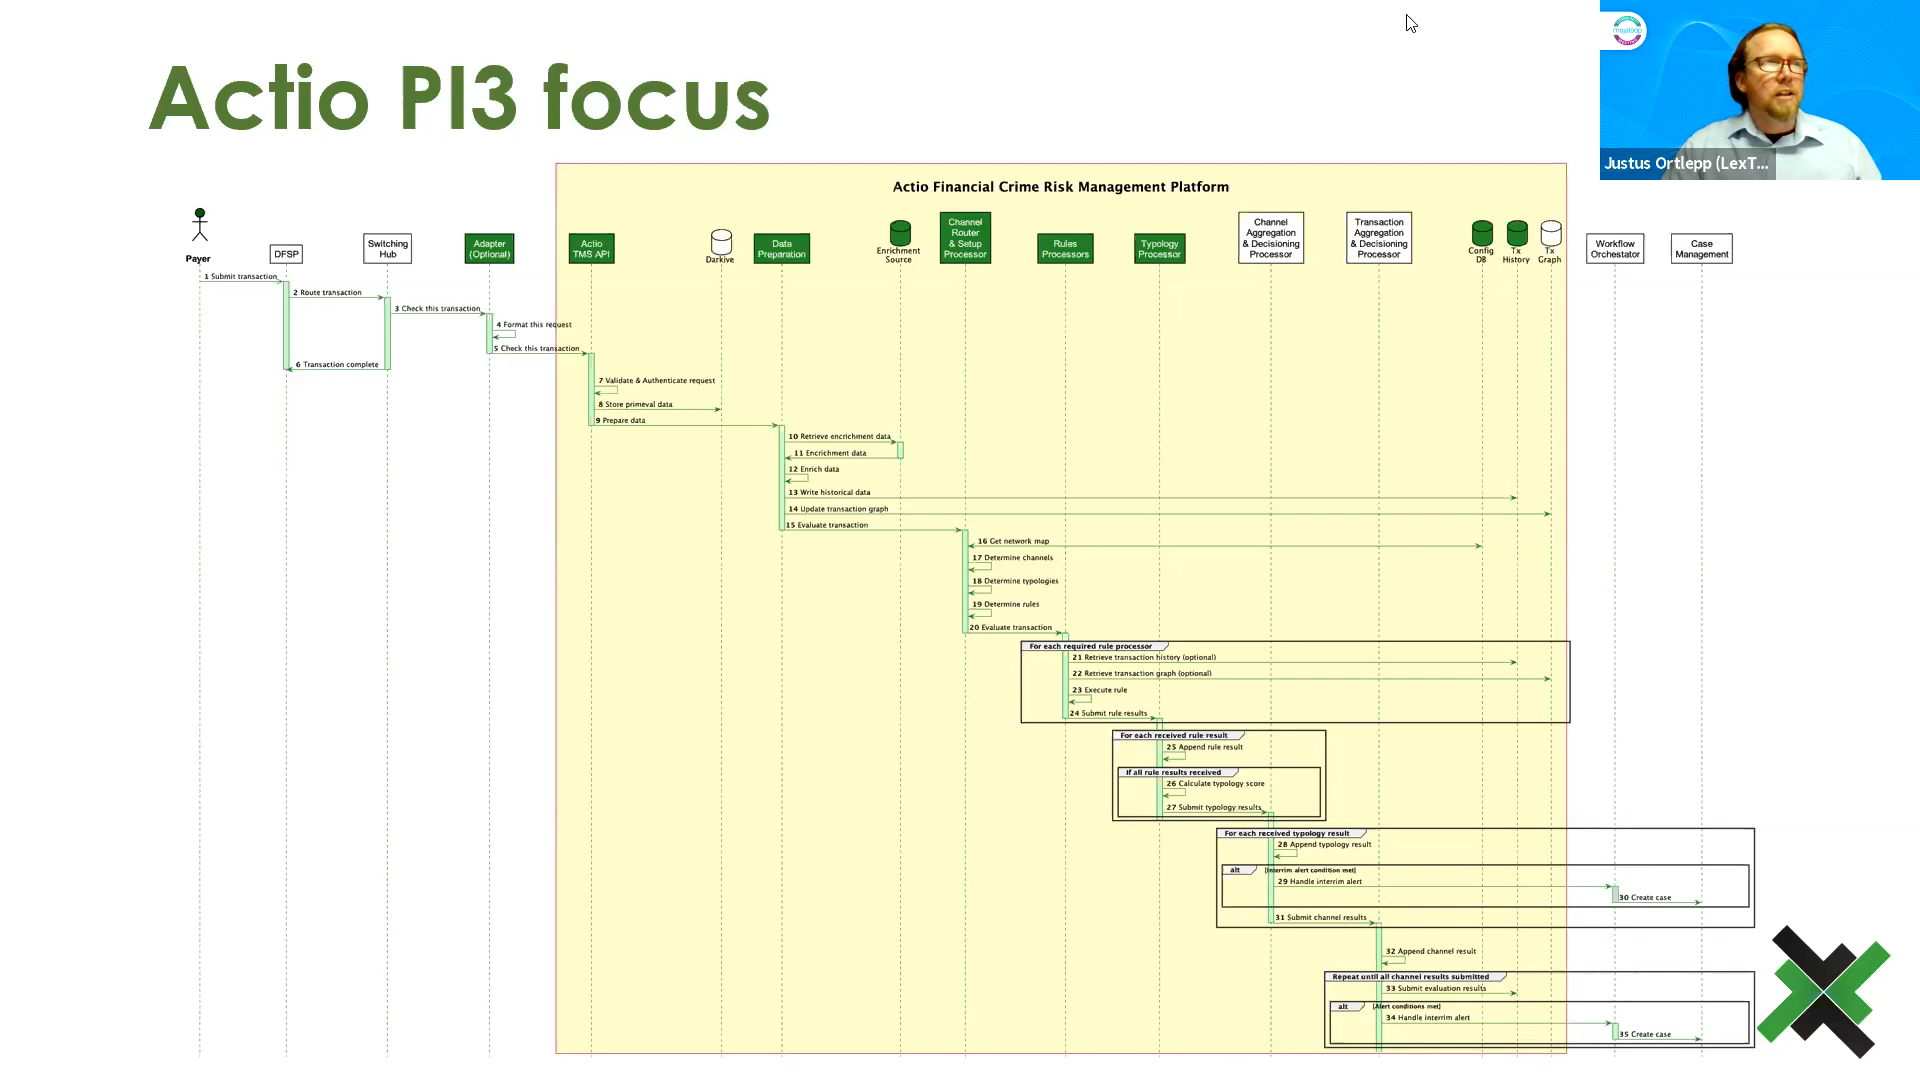 Actio PI3 focus
mojaloop
Justus Ortlepp (LexT...
Actio Financial Crime Risk Management Platform
Payer
DFSP
Switching
Hub
Adapter
(Optional)
Actio
TMS API
Darkive
Data
Preparation
Enrichment
Source
Channel
Router
& Setup
Processor
Rules
Processors
Typology
Processor
Channel
Aggregation
& Decisioning
Processor
Transaction
Aggregation
& Decisioning
Processor
Config
DB
Tx
History
Tx
Graph
Workflow
Orchestrator
Case
Management
1 Submit transaction
2 Route transaction
3 Check this transaction
4 Format this request
5 Check this transaction
6 Transaction complete
7 Validate & Authenticate request
8 Store primeval data
9 Prepare data
10 Retrieve encrichment data
11 Encrichment data
12 Enrich data
13 Write historical data
14 Update transaction graph
15 Evaluate transaction
16 Get network map
17 Determine channels
18 Determine typologies
19 Determine rules
20 Evaluate transaction
For each required rule processor
21 Retrieve transaction history (optional)
22 Retrieve transaction graph (optional)
23 Execute rule
24 Submit rule results
For each received rule result
25 Append rule result
If all rule results received
26 Calculate typology score
27 Submit typology results
For each received typology result
28 Append typology result
alt [Interrim alert condition met]
29 Handle interim alert
30 Create case
31 Submit channel results
32 Append channel result
Repeat until all channel results submitted
33 Submit evaluation results
alt [Alert conditions met]
34 Handle interrim alert
35 Create case